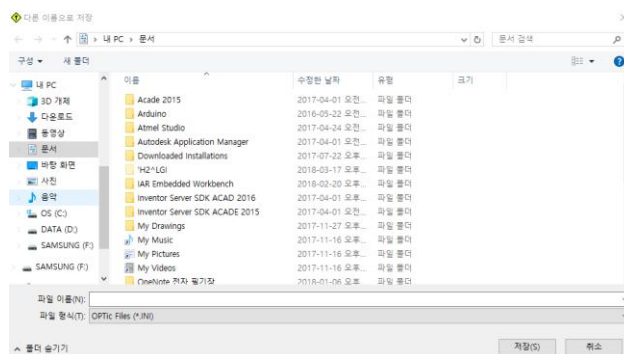 다른 이름으로 저장
내 PC › 문서
문서 검색
구성
새 폴더
이름
수정한 날짜
유형
크기
내 PC
3D 개체
다운로드
동영상
문서
바탕 화면
사진
음악
OS (C:)
DATA (D:)
SAMSUNG (F:)
SAMSUNG (F:)
Acade 2015 2017-04-01 오전... 파일 폴더
Arduino 2016-05-22 오전... 파일 폴더
Atmel Studio 2017-04-24 오전... 파일 폴더
Autodesk Application Manager 2017-04-01 오전... 파일 폴더
Downloaded Installations 2017-07-22 오후... 파일 폴더
2018-03-17 오후... 파일 폴더
IAR Embedded Workbench 2018-02-20 오후... 파일 폴더
Inventor Server SDK ACAD 2016 2017-04-01 오후... 파일 폴더
Inventor Server SDK ACADE 2015 2017-04-01 오전... 파일 폴더
My Drawings 2017-11-27 오후... 파일 폴더
My Music 2017-11-16 오후... 파일 폴더
My Pictures 2017-11-16 오후... 파일 폴더
My Videos 2017-11-16 오후... 파일 폴더
OneNote 전자 필기장 2018-01-06 오후 파일 폴더
파일 이름(N):
파일 형식(T): OPTic Files (*.INI)
폴더 숨기기
저장(S)
취소